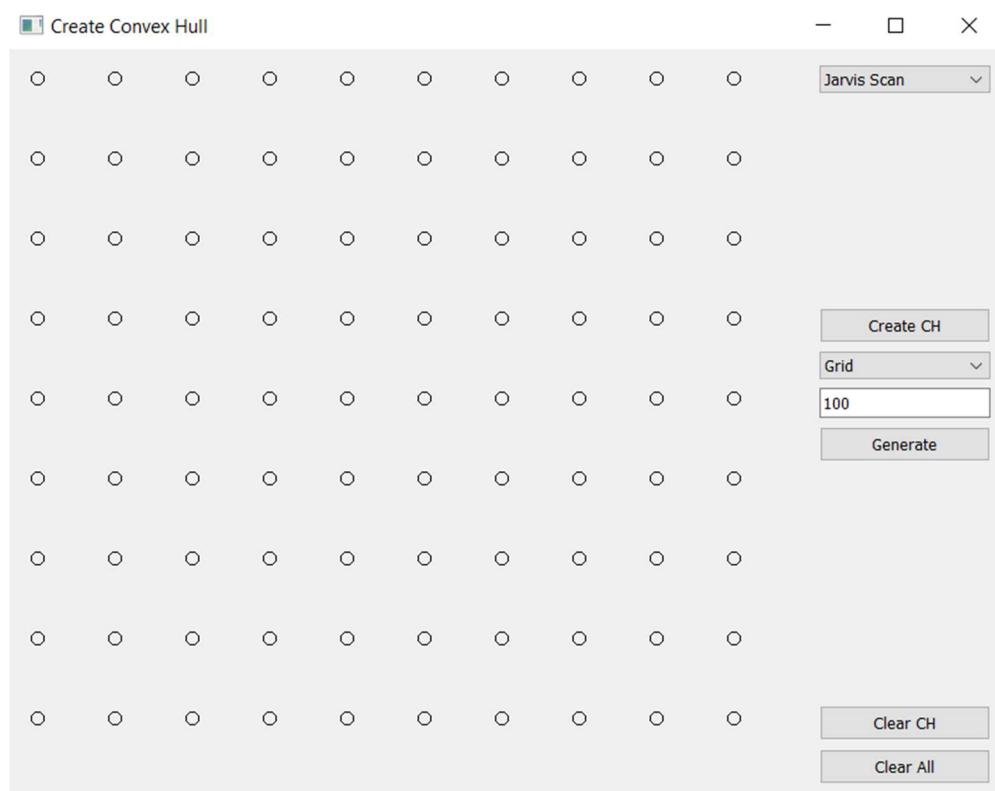 Create Convex Hull
Jarvis Scan
Create CH
Grid
100
Generate
Clear CH
Clear All